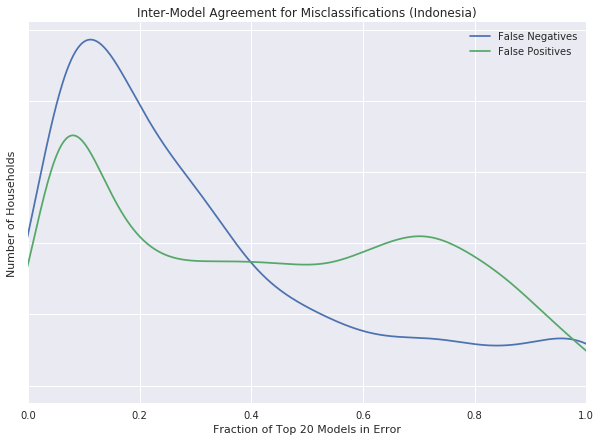 Inter-Model Agreement for Misclassifications (Indonesia)
False Negatives
False Positives
Number of Households
0.0 0.2 0.4 0.6 0.8 1.0
Fraction of Top 20 Models in Error